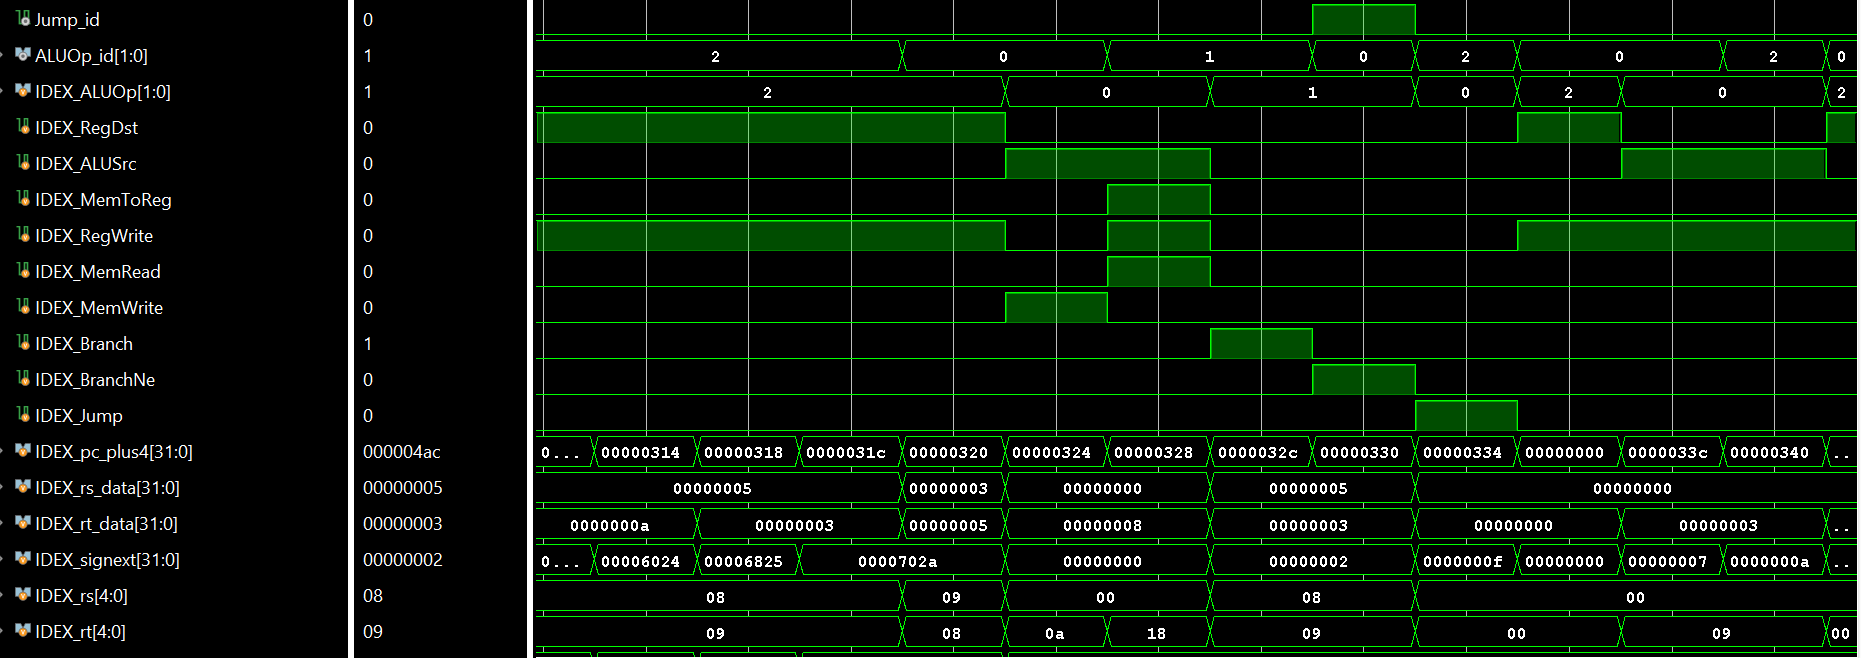 Jump_id 0
ALUOp_id[1:0] 1 2 0 1 0 2 0 2 0
IDEX_ALUOp[1:0] 1 2 0 1 0 2 0 2
IDEX_RegDst 0
IDEX_ALUSrc 0
IDEX_MemToReg 0
IDEX_RegWrite 0
IDEX_MemRead 0
IDEX_MemWrite 0
IDEX_Branch 1
IDEX_BranchNe 0
IDEX_Jump 0
IDEX_pc_plus4[31:0] 000004ac 0... 00000314 00000318 0000031c 00000320 00000324 00000328 0000032c 00000330 00000334 00000000 0000033c 00000340 ..
IDEX_rs_data[31:0] 00000005 00000005 00000003 00000000 00000005 00000000
IDEX_rt_data[31:0] 00000003 0000000a 00000003 00000005 00000008 00000003 00000000 00000003 ..
IDEX_signext[31:0] 00000002 0... 00006024 00006825 0000702a 00000000 00000002 0000000f 00000000 00000007 0000000a ..
IDEX_rs[4:0] 08 08 09 00 08 00
IDEX_rt[4:0] 09 09 08 0a 18 09 00 09 00